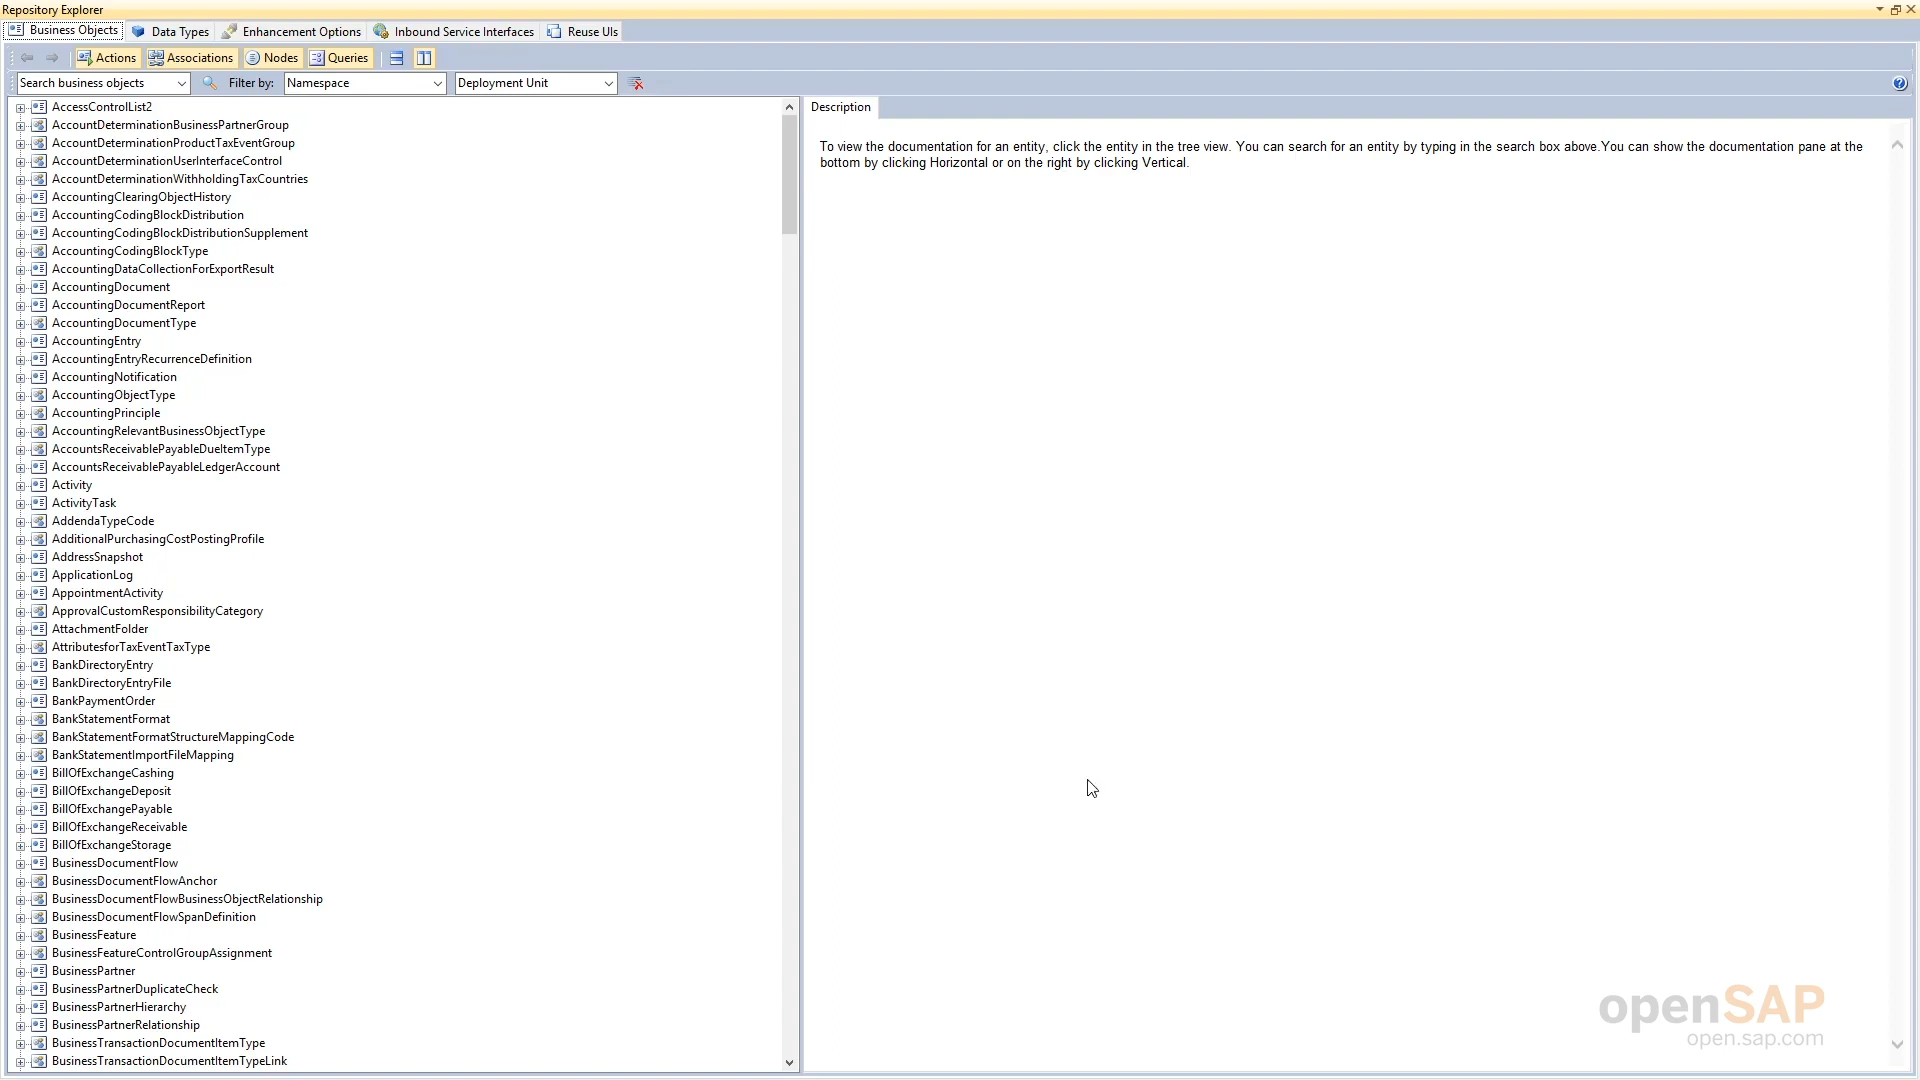 Repository Explorer
Business Objects
Data Types
Enhancement Options
Inbound Service Interfaces
Reuse UIs
Actions
Associations
Nodes
Queries
Search business objects
Filter by:
Namespace
Deployment Unit
AccessControlList2
AccountDeterminationBusinessPartnerGroup
AccountDeterminationProductTaxEventGroup
AccountDeterminationUserInterfaceControl
AccountDeterminationWithholdingTaxCountries
AccountingClearingObjectHistory
AccountingCodingBlockDistribution
AccountingCodingBlockDistributionSupplement
AccountingCodingBlockType
AccountingDataCollectionForExportResult
AccountingDocument
AccountingDocumentReport
AccountingDocumentType
AccountingEntry
AccountingEntryRecurrenceDefinition
AccountingNotification
AccountingObjectType
AccountingPrinciple
AccountingRelevantBusinessObjectType
AccountsReceivablePayableDueItemType
AccountsReceivablePayableLedgerAccount
Activity
ActivityTask
AddendaTypeCode
AdditionalPurchasingCostPostingProfile
AddressSnapshot
ApplicationLog
AppointmentActivity
ApprovalCustomResponsibilityCategory
AttachmentFolder
AttributesforTaxEventTaxType
BankDirectoryEntry
BankDirectoryEntryFile
BankPaymentOrder
BankStatementFormat
BankStatementFormatStructureMappingCode
BankStatementImportFileMapping
BillOfExchangeCashing
BillOfExchangeDeposit
BillOfExchangePayable
BillOfExchangeReceivable
BillOfExchangeStorage
BusinessDocumentFlow
BusinessDocumentFlowAnchor
BusinessDocumentFlowBusinessObjectRelationship
BusinessDocumentFlowSpanDefinition
BusinessFeature
BusinessFeatureControlGroupAssignment
BusinessPartner
BusinessPartnerDuplicateCheck
BusinessPartnerHierarchy
BusinessPartnerRelationship
BusinessTransactionDocumentItemType
BusinessTransactionDocumentItemTypeLink
Description
To view the documentation for an entity, click the entity in the tree view. You can search for an entity by typing in the search box above.You can show the documentation pane at the
bottom by clicking Horizontal or on the right by clicking Vertical.
openSAP
open.sap.com